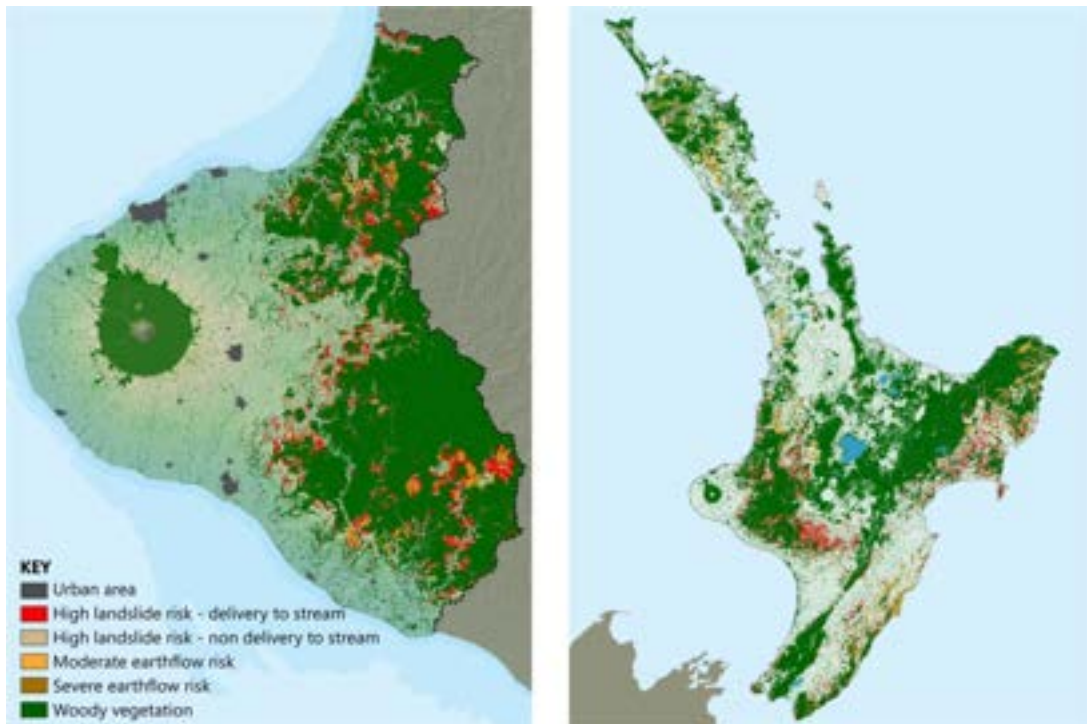 KEY
Urban area
High landslide risk - delivery to stream
High landslide risk - non delivery to stream
Moderate earthflow risk
Severe earthflow risk
Woody vegetation